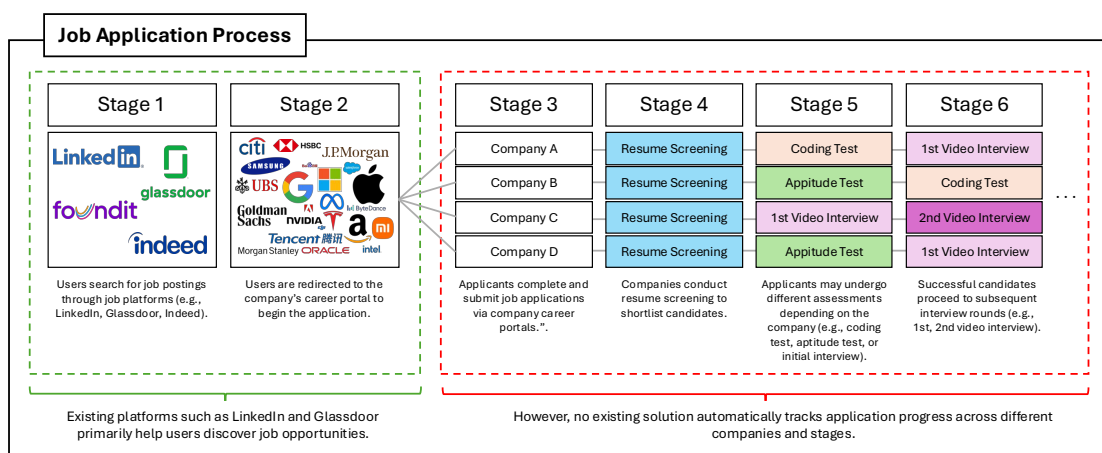 Job Application Process
Stage 1
Stage 2
Stage 3
Stage 4
Stage 5
Stage 6
LinkedIn
glassdoor
foundit
indeed
citi
HSBC
J.P.Morgan
SAMSUNG
UBS
Goldman
Sachs
NVIDIA
ByteDance
Tencent 腾讯
Morgan Stanley
ORACLE
intel
Company A
Resume Screening
Coding Test
1st Video Interview
Company B
Resume Screening
Appitude Test
Coding Test
Company C
Resume Screening
1st Video Interview
2nd Video Interview
Company D
Resume Screening
Appitude Test
1st Video Interview
...
Users search for job postings
through job platforms (e.g.,
LinkedIn, Glassdoor, Indeed).
Users are redirected to the
company's career portal to
begin the application.
Applicants complete and
submit job applications
via company career
portals.”.
Companies conduct
resume screening to
shortlist candidates.
Applicants may undergo
different assessments
depending on the
company (e.g., coding
test, aptitude test, or
initial interview).
Successful candidates
proceed to subsequent
interview rounds (e.g.,
1st, 2nd video interview).
Existing platforms such as LinkedIn and Glassdoor
primarily help users discover job opportunities.
However, no existing solution automatically tracks application progress across different
companies and stages.